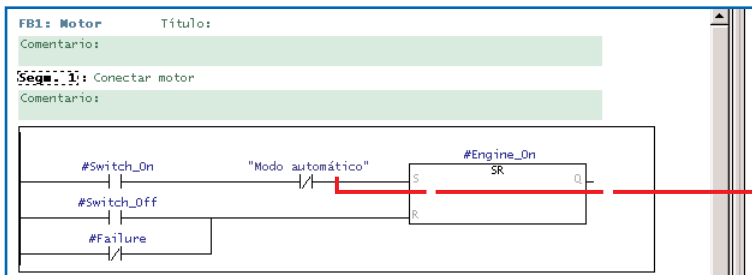 FB1: Motor Título:
Comentario:
Segm. 1: Conectar motor
Comentario:
#Switch_On "Modo automático" #Engine_On
SR
S Q
#Switch_Off
R
#Failure